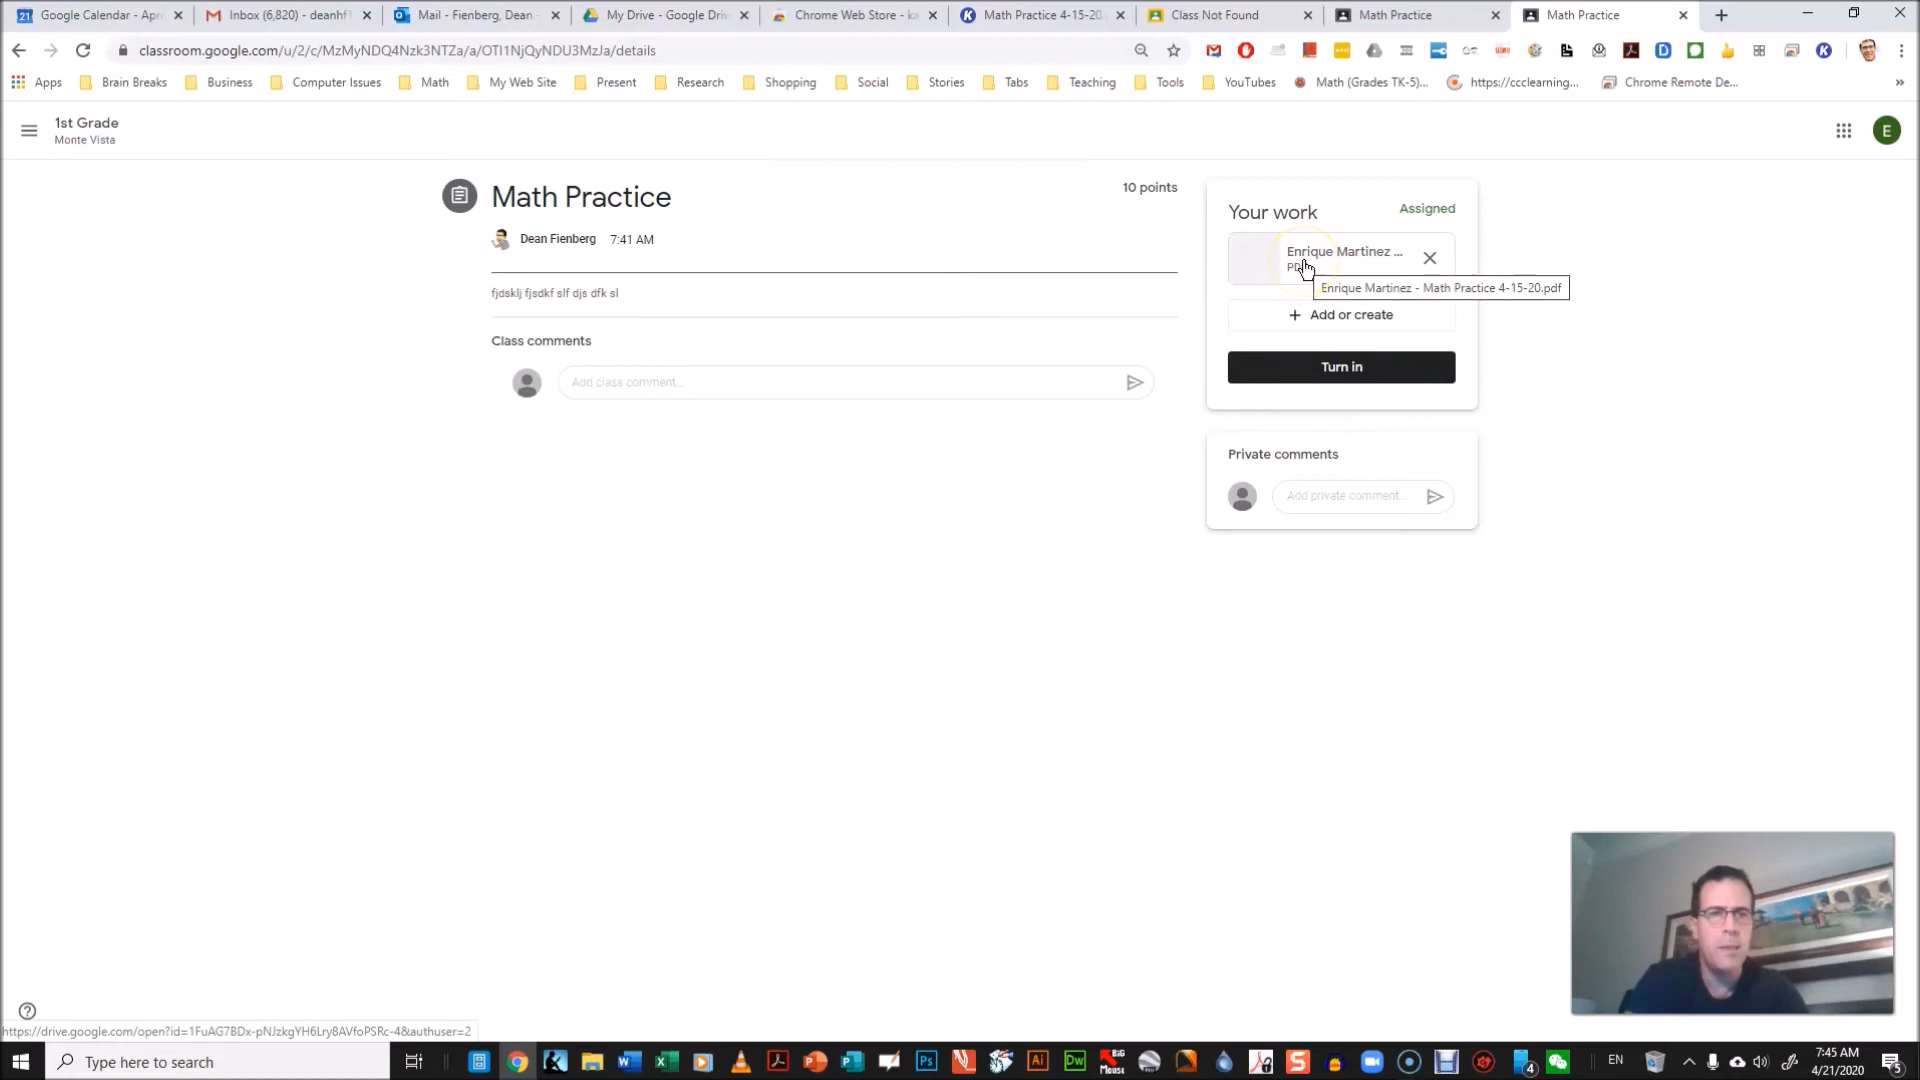 Google Calendar - Apr
Inbox (6,820) - deanhf
Mail - Fienberg, Dean -
My Drive - Google Driv
Chrome Web Store - ka
Math Practice 4-15-20
Class Not Found
Math Practice
Math Practice
classroom.google.com/u/2/c/MzMyNDQ4Nzk3NTZa/a/OTI1NjQyNDU3MzJa/details
Apps
Brain Breaks
Business
Computer Issues
Math
My Web Site
Present
Research
Shopping
Social
Stories
Tabs
Teaching
Tools
YouTubes
Math (Grades TK-5)...
https://ccclearning...
Chrome Remote De...
»
1st Grade
Monte Vista
E
Math Practice
10 points
Dean Fienberg 7:41 AM
fjdsklj fjsdkf slf djs dfk sl
Class comments
Add class comment...
Your work
Assigned
Enrique Martinez ...
Enrique Martinez - Math Practice 4-15-20.pdf
+ Add or create
Turn in
Private comments
Add private comment...
https://drive.google.com/open?id=1FuAG7BDx-pNJzkgYH6Lry8AVfoPSRc-4&authuser=2
Type here to search
EN
7:45 AM
4/21/2020